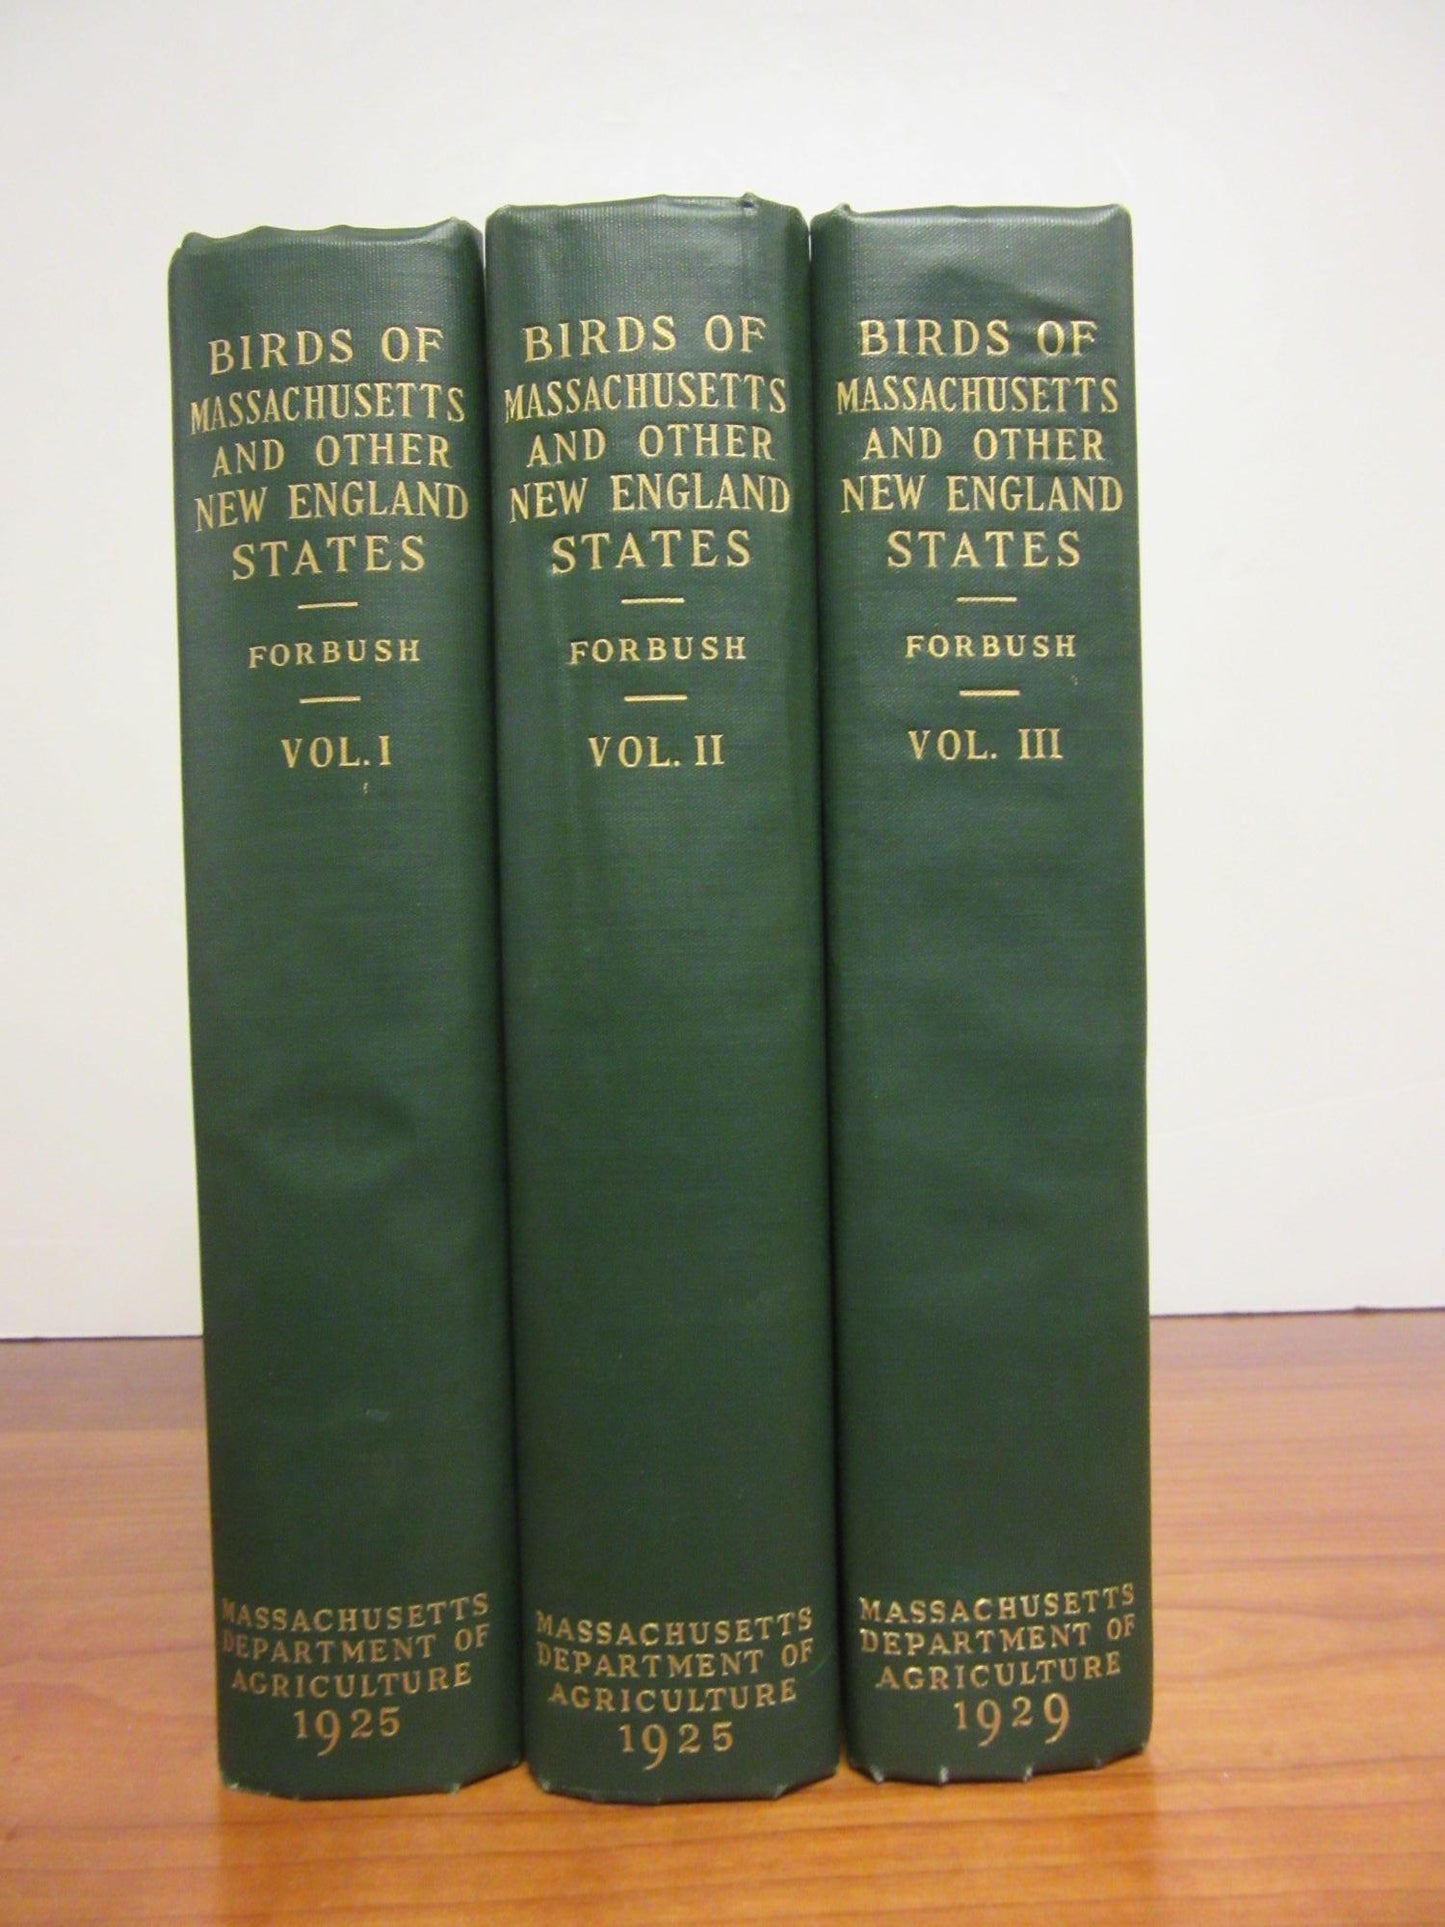 BIRDS OF
MASSACHUSETTS
AND OTHER
NEW ENGLAND
STATES
FORBUSH
VOL. I
MASSACHUSETTS
DEPARTMENT OF
AGRICULTURE
1925
BIRDS OF
MASSACHUSETTS
AND OTHER
NEW ENGLAND
STATES
FORBUSH
VOL. II
MASSACHUSETTS
DEPARTMENT OF
AGRICULTURE
1925
BIRDS OF
MASSACHUSETTS
AND OTHER
NEW ENGLAND
STATES
FORBUSH
VOL. III
MASSACHUSETTS
DEPARTMENT OF
AGRICULTURE
1929